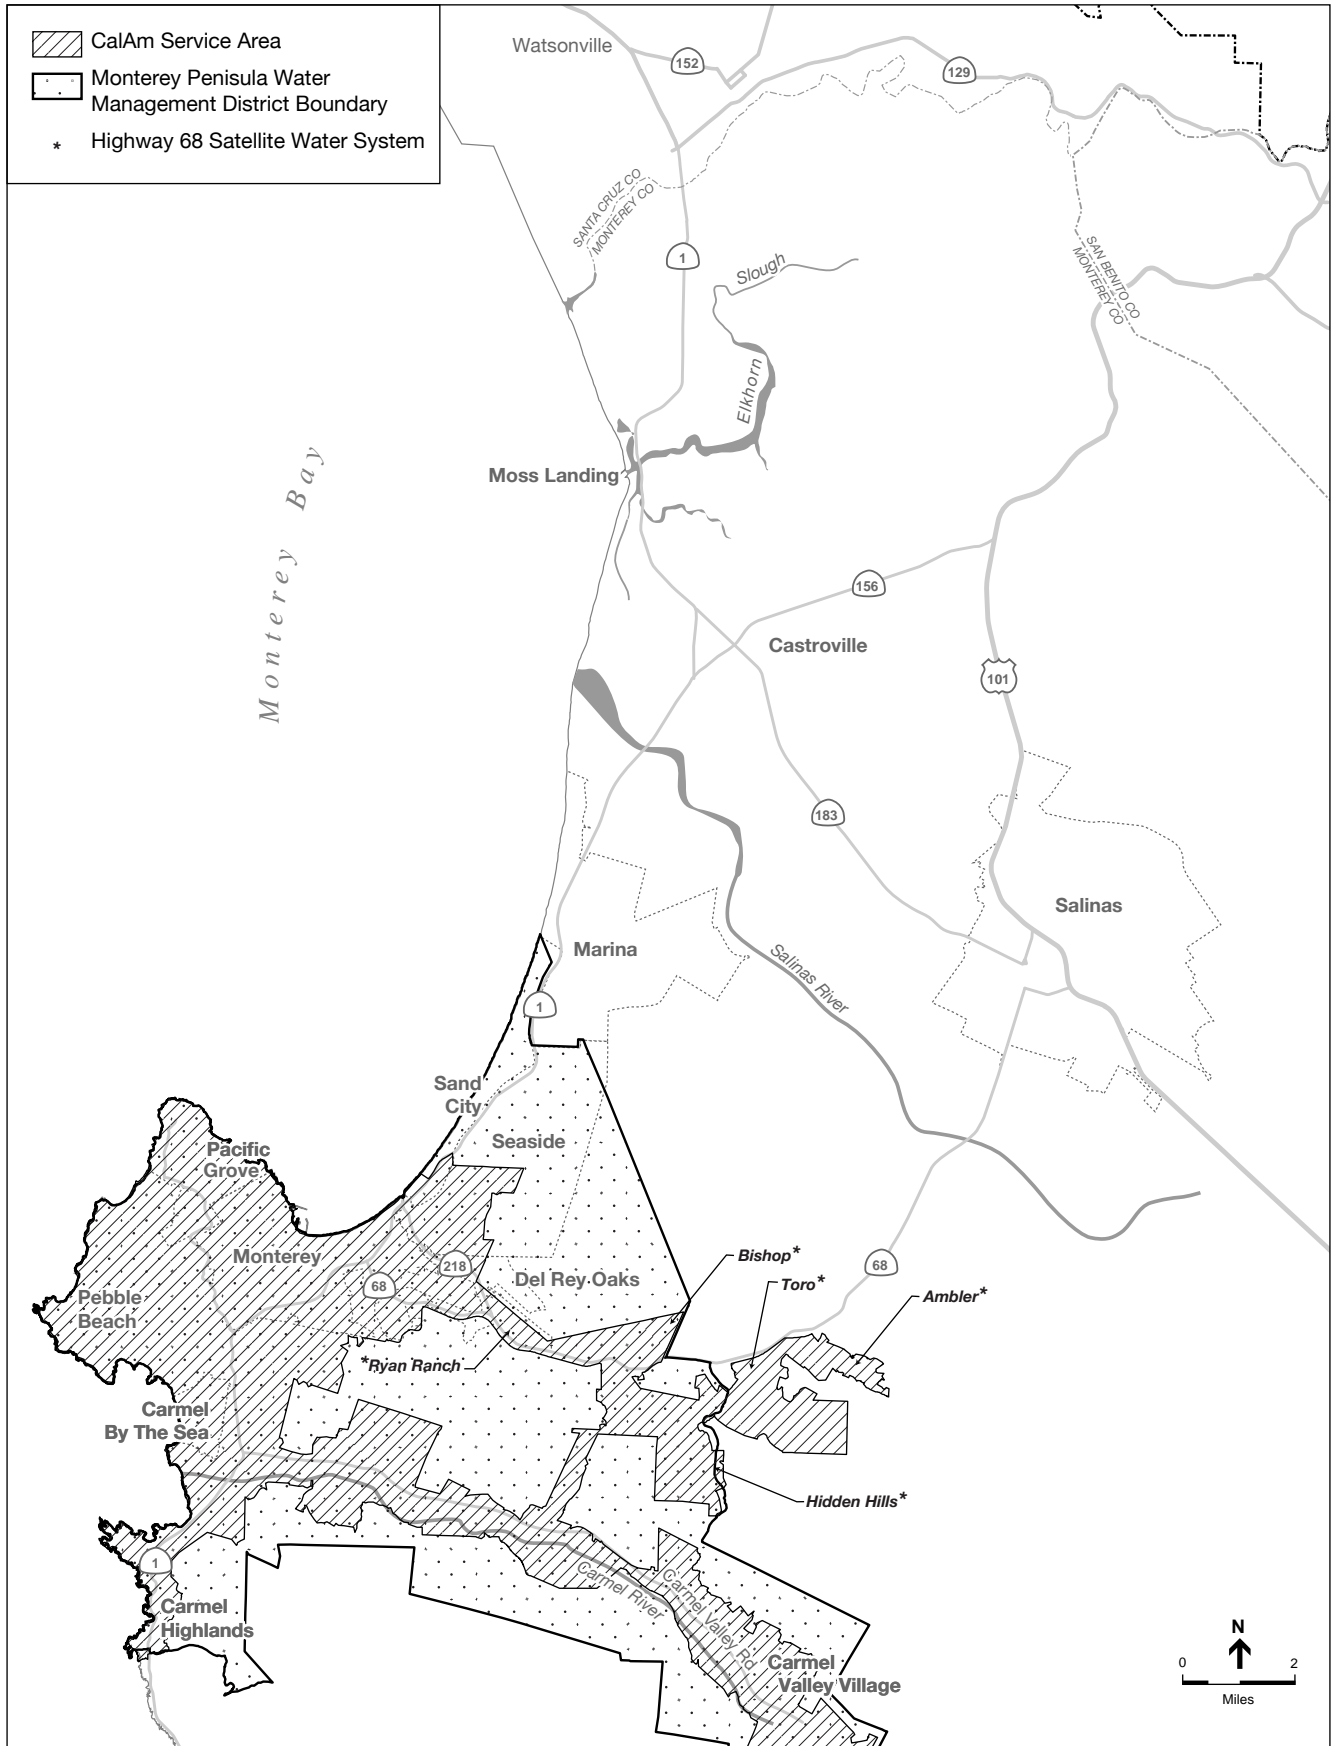 CalAm Service Area
Monterey Penisula Water
Management District Boundary
* Highway 68 Satellite Water System
Watsonville
152
129
SANTA CRUZ CO
MONTEREY CO
1
Slough
SAN BENITO CO
MONTEREY CO
Elkhorn
Monterey Bay
Moss Landing
156
Castroville
101
183
Salinas
Marina
Salinas River
1
Sand
City
Seaside
Pacific
Grove
Monterey
218
68
Del Rey Oaks
Bishop*
Toro*
68
Ambler*
Pebble
Beach
*Ryan Ranch
Carmel
By The Sea
Hidden Hills*
1
Carmel River
Carmel Valley Rd
Carmel
Highlands
Carmel
Valley Village
N
0 2
Miles